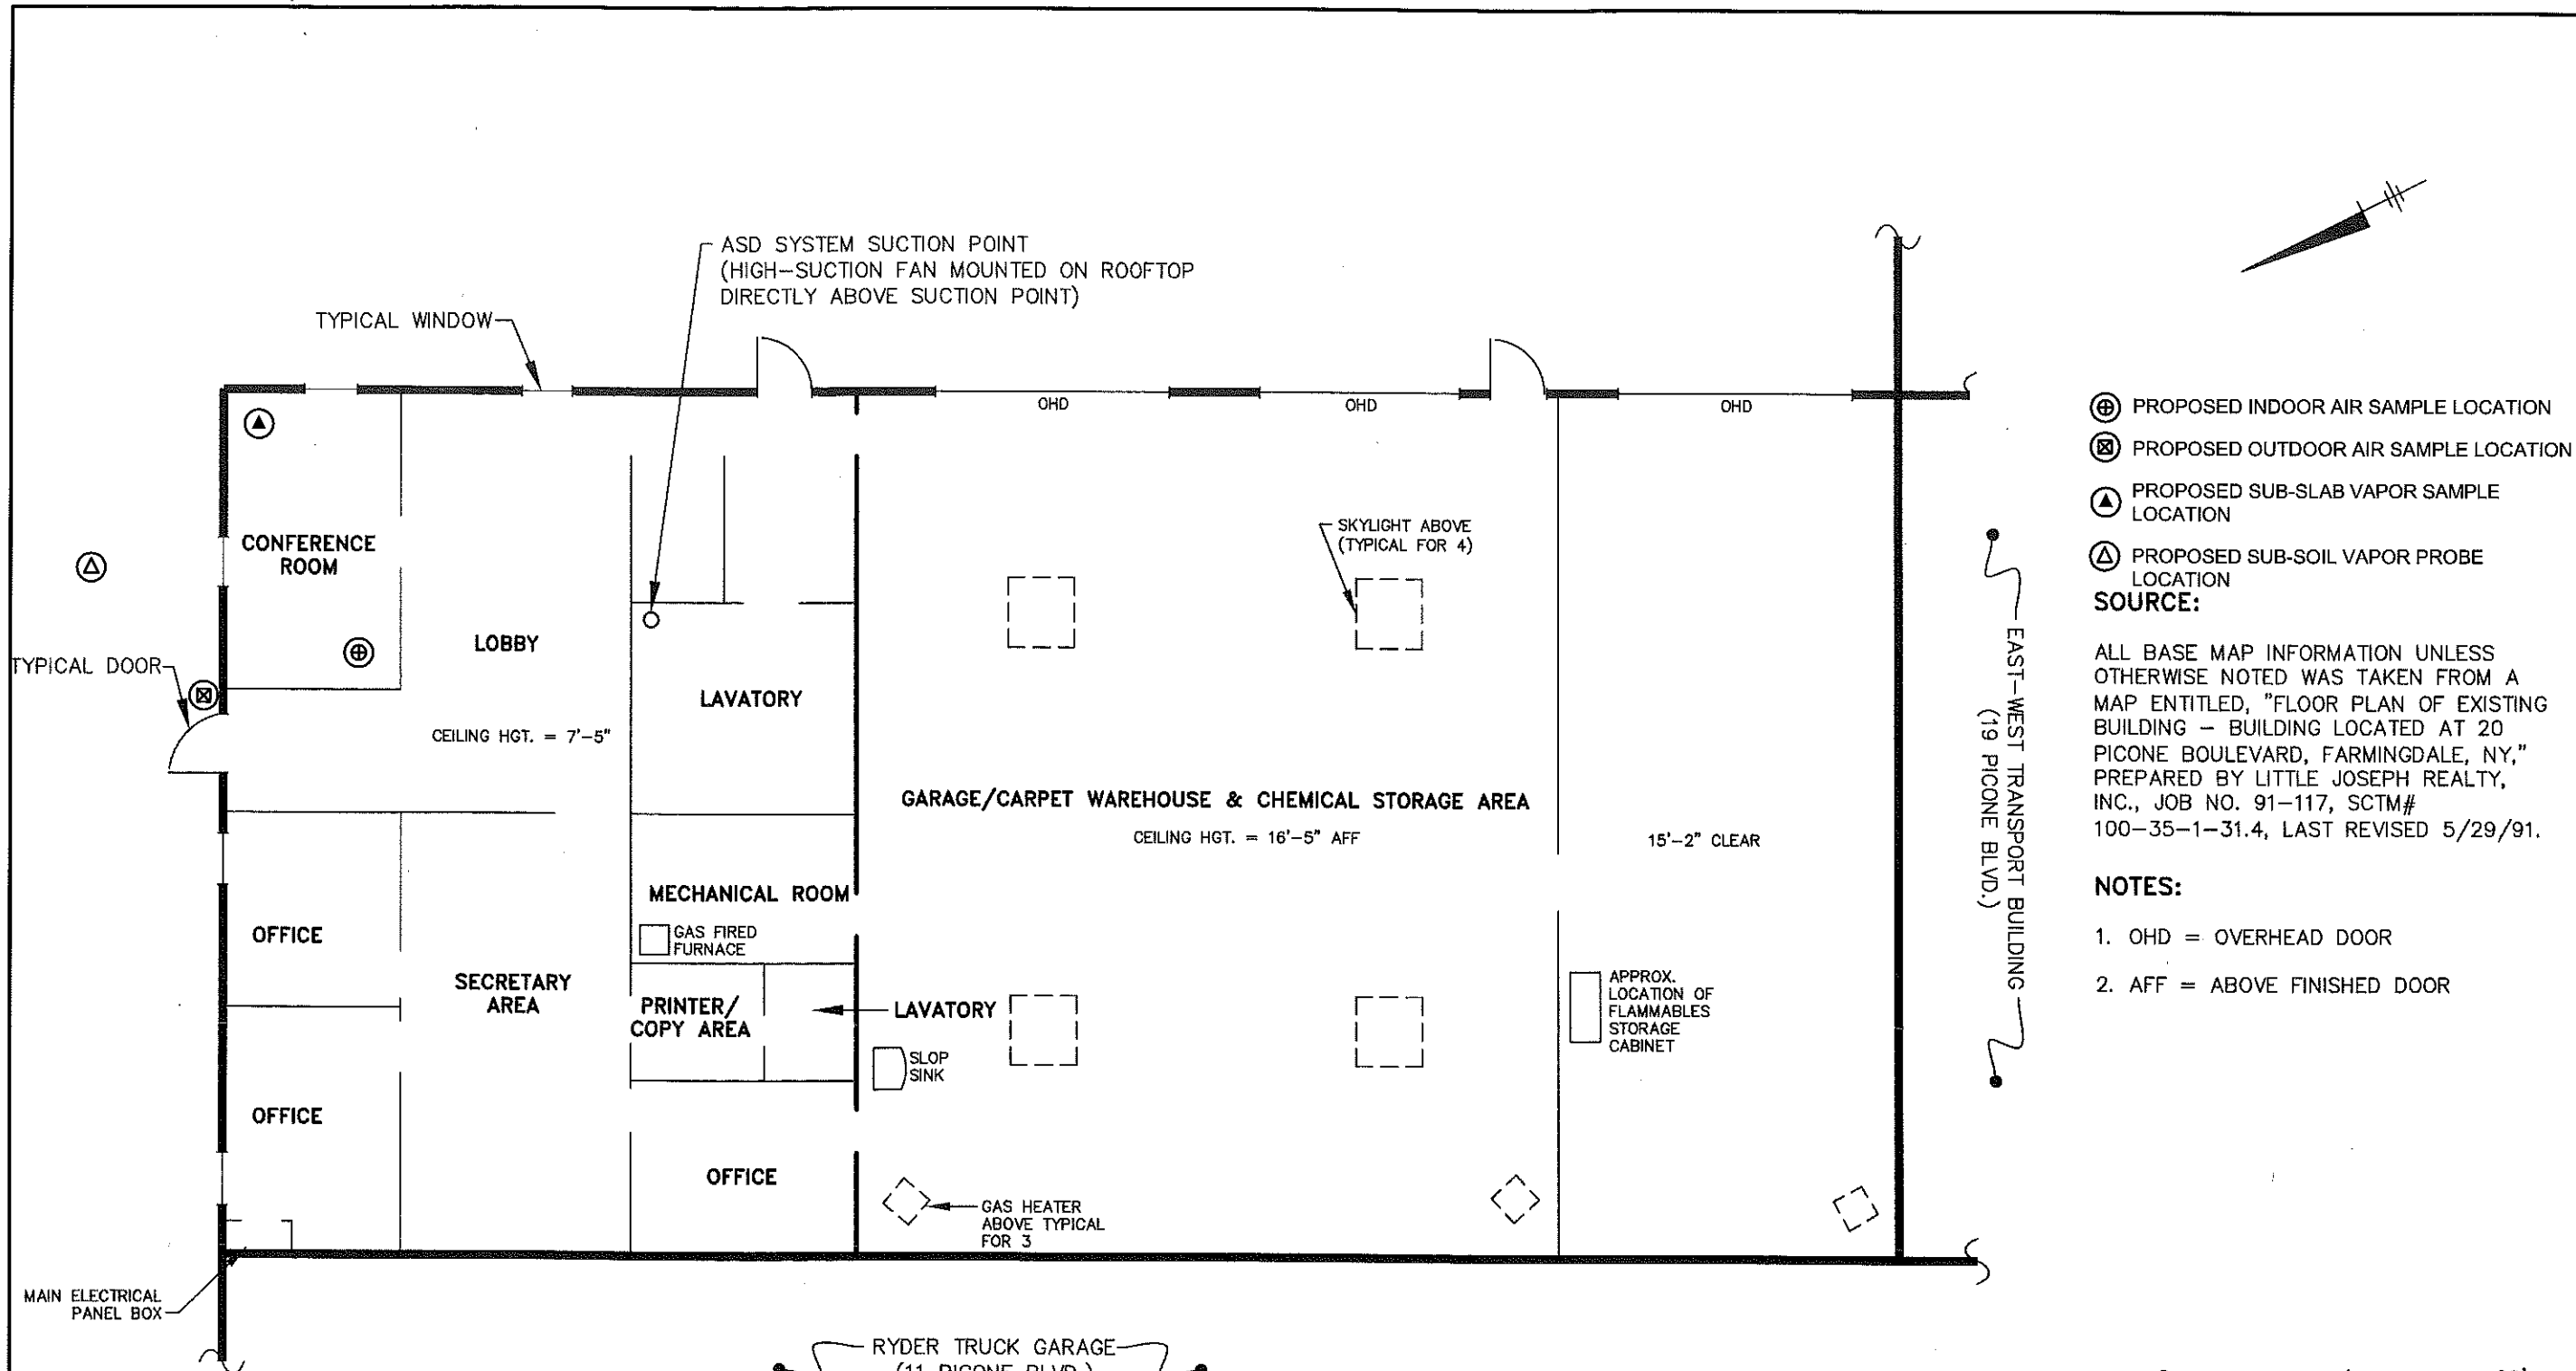 ASD SYSTEM SUCTION POINT
(HIGH-SUCTION FAN MOUNTED ON ROOFTOP
DIRECTLY ABOVE SUCTION POINT)
TYPICAL WINDOW
OHD
OHD
OHD
CONFERENCE
ROOM
TYPICAL DOOR
LOBBY
CEILING HGT. = 7'-5"
LAVATORY
SKYLIGHT ABOVE
(TYPICAL FOR 4)
GARAGE/CARPET WAREHOUSE & CHEMICAL STORAGE AREA
CEILING HGT. = 16'-5" AFF
15'-2" CLEAR
MECHANICAL ROOM
GAS FIRED
FURNACE
OFFICE
SECRETARY
AREA
PRINTER/
COPY AREA
LAVATORY
SLOP
SINK
APPROX.
LOCATION OF
FLAMMABLES
STORAGE
CABINET
OFFICE
OFFICE
GAS HEATER
ABOVE TYPICAL
FOR 3
MAIN ELECTRICAL
PANEL BOX
RYDER TRUCK GARAGE
(11 PICONE BLVD.)
EAST-WEST TRANSPORT BUILDING
(19 PICONE BLVD.)
PROPOSED INDOOR AIR SAMPLE LOCATION
PROPOSED OUTDOOR AIR SAMPLE LOCATION
PROPOSED SUB-SLAB VAPOR SAMPLE
LOCATION
PROPOSED SUB-SOIL VAPOR PROBE
LOCATION
SOURCE:
ALL BASE MAP INFORMATION UNLESS
OTHERWISE NOTED WAS TAKEN FROM A
MAP ENTITLED, "FLOOR PLAN OF EXISTING
BUILDING - BUILDING LOCATED AT 20
PICONE BOULEVARD, FARMINGDALE, NY,"
PREPARED BY LITTLE JOSEPH REALTY,
INC., JOB NO. 91-117, SCTM#
100-35-1-31.4, LAST REVISED 5/29/91.
NOTES:
1. OHD = OVERHEAD DOOR
2. AFF = ABOVE FINISHED DOOR